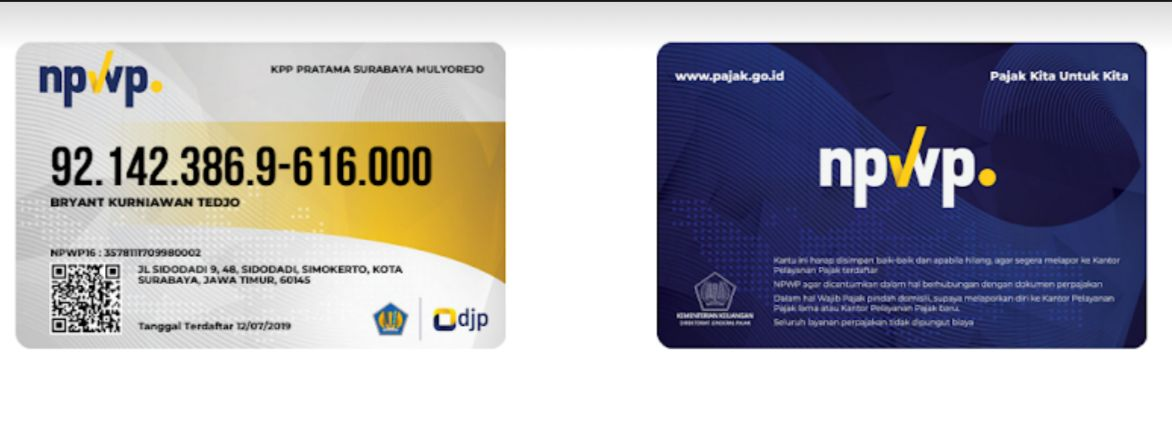 npwp.
KPP PRATAMA SURABAYA MULYOREJO
92.142.386.9-616.000
BRYANT KURNIAWAN TEDJO
NPWP16 : 3578111709980002
JL SIDODADI 9, 48, SIDODADI, SIMOKERTO, KOTA
SURABAYA, JAWA TIMUR, 60145
Tanggal Terdaftar 12/07/2019
djp
www.pajak.go.id
Pajak Kita Untuk Kita
npwp.
Kartu ini harap disimpan baik-baik dan apabila hilang, agar segera melapor ke Kantor
Pelayanan Pajak terdaftar
NPWP agar dicantumkan dalam hal berhubungan dengan dokumen perpajakan
Dalam hal Wajib Pajak pindah domisili, supaya melaporkan diri ke Kantor Pelayanan
Pajak lama atau Kantor Pelayanan Pajak baru.
Seluruh layanan perpajakan tidak dipungut biaya
KEMENTERIAN KEUANGAN
DIREKTORAT JENDERAL PAJAK